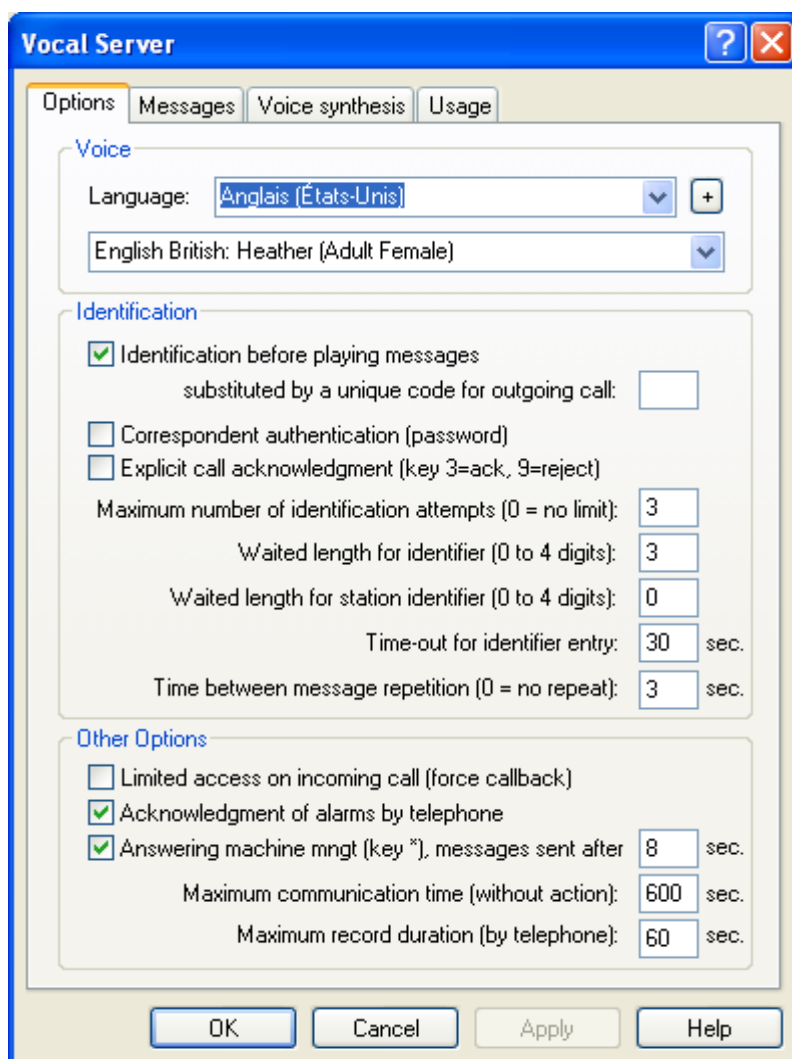 Vocal Server
Options Messages Voice synthesis Usage
Voice
Language: Anglais (États-Unis) +
English British: Heather (Adult Female)
Identification
Identification before playing messages
substituted by a unique code for outgoing call:
Correspondent authentication (password)
Explicit call acknowledgment (key 3=ack, 9=reject)
Maximum number of identification attempts (0 = no limit): 3
Waited length for identifier (0 to 4 digits): 3
Waited length for station identifier (0 to 4 digits): 0
Time-out for identifier entry: 30 sec.
Time between message repetition (0 = no repeat): 3 sec.
Other Options
Limited access on incoming call (force callback)
Acknowledgment of alarms by telephone
Answering machine mngt (key *), messages sent after 8 sec.
Maximum communication time (without action): 600 sec.
Maximum record duration (by telephone): 60 sec.
OK Cancel Apply Help